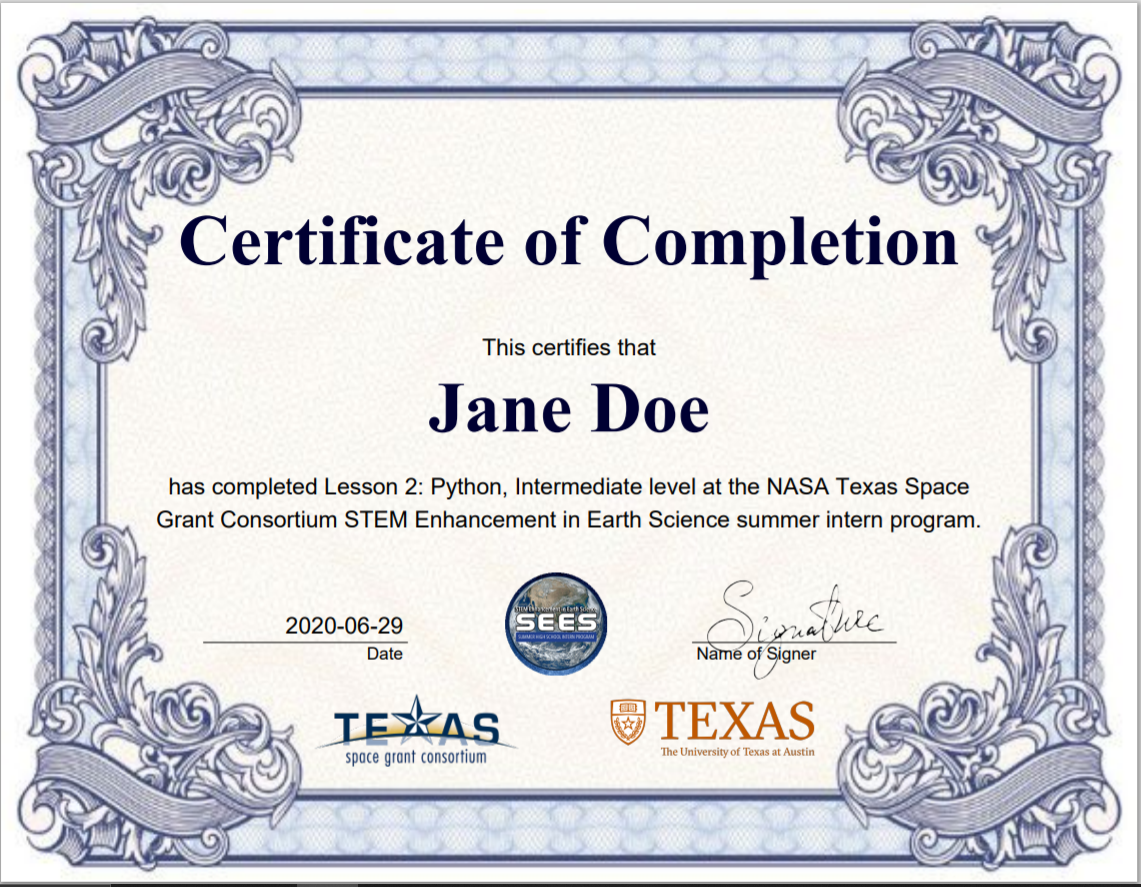 Certificate of Completion
This certifies that
Jane Doe
has completed Lesson 2: Python, Intermediate level at the NASA Texas Space
Grant Consortium STEM Enhancement in Earth Science summer intern program.
2020-06-29
Date
STEM Enhancement in Earth Science
SEES
SUMMER HIGH SCHOOL INTERN PROGRAM
Signature
Name of Signer
TEXAS
space grant consortium
TEXAS
The University of Texas at Austin